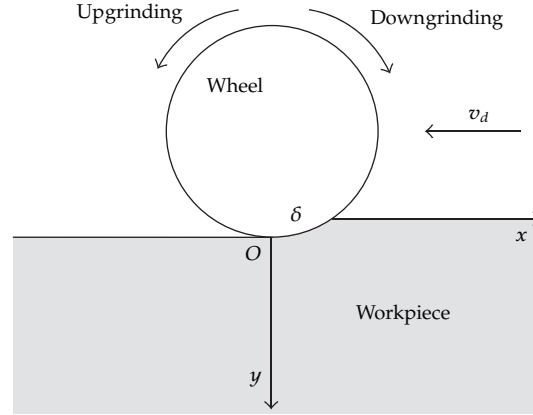 Upgrinding
Downgrinding
Wheel
v_d
δ
O
x
Workpiece
y